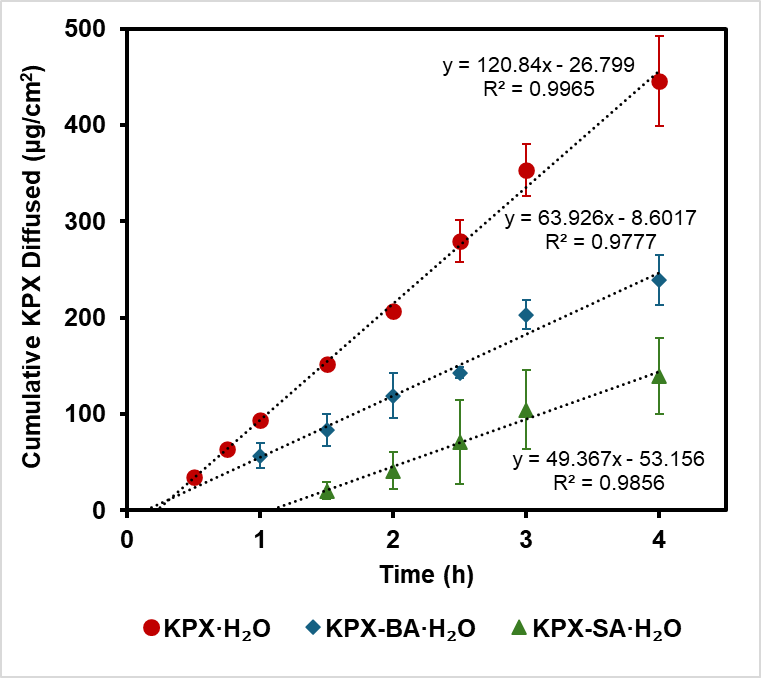 500
400
300
200
100
0
Cumulative KPX Diffused (µg/cm²)
y = 120.84x - 26.799
R² = 0.9965
y = 63.926x - 8.6017
R² = 0.9777
y = 49.367x - 53.156
R² = 0.9856
0 1 2 3 4
Time (h)
KPX·H₂O KPX-BA·H₂O KPX-SA·H₂O